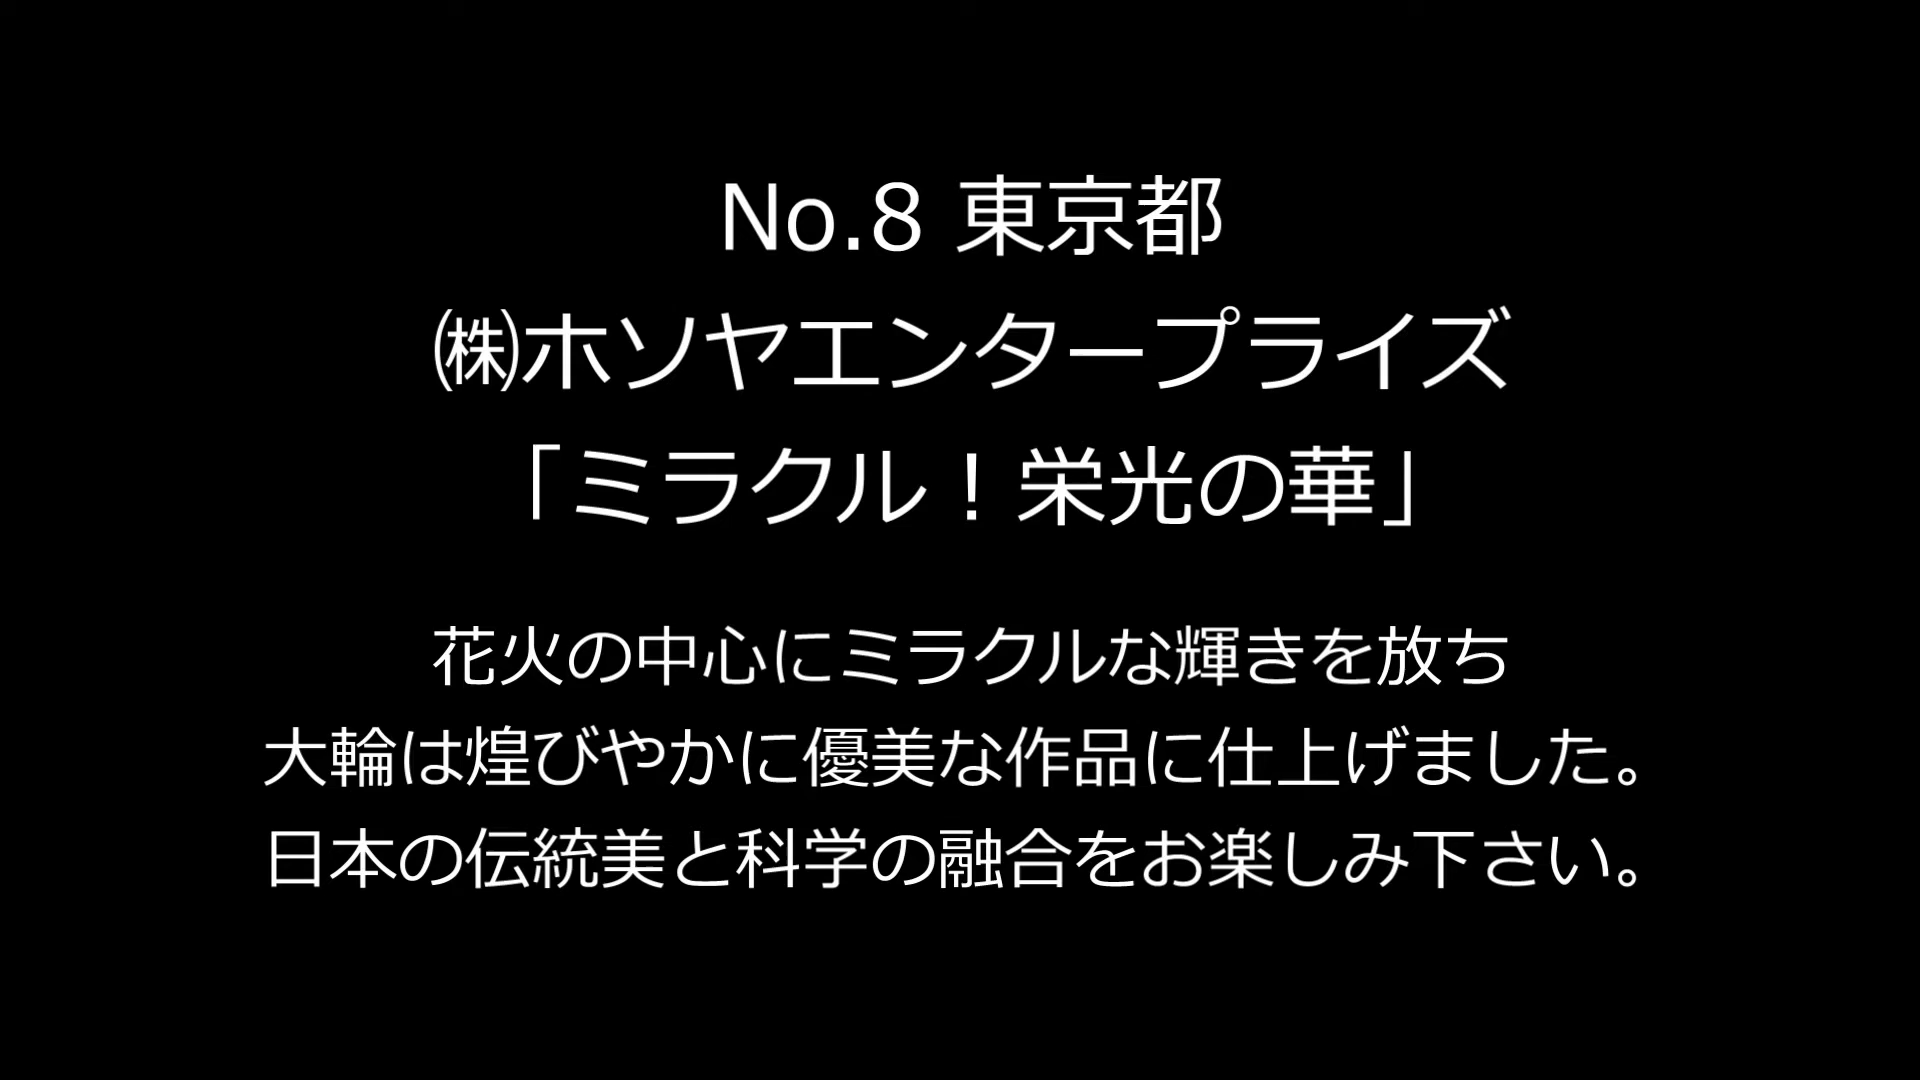 No.8 東京都
㈱ホソヤエンタープライズ
「ミラクル！栄光の華」
花火の中心にミラクルな輝きを放ち
大輪は煌びやかに優美な作品に仕上げました。
日本の伝統美と科学の融合をお楽しみ下さい。